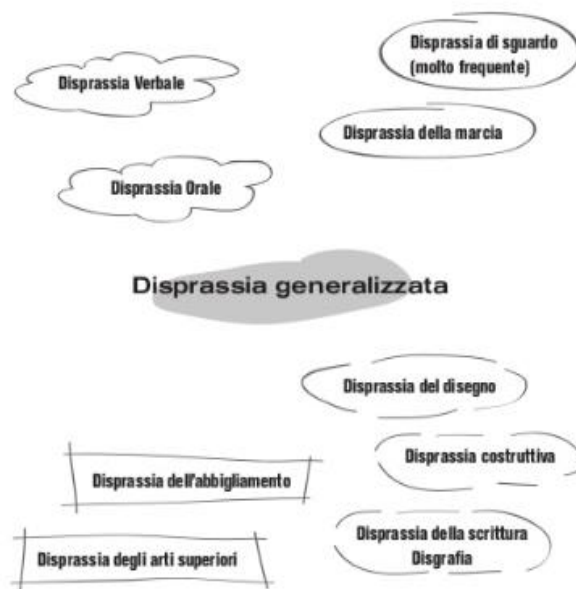 Disprassia di sguardo
(molto frequente)
Disprassia Verbale
Disprassia della marcia
Disprassia Orale
Disprassia generalizzata
Disprassia del disegno
Disprassia costruttiva
Disprassia dell'abbigliamento
Disprassia della scrittura
Disgrafia
Disprassia degli arti superiori